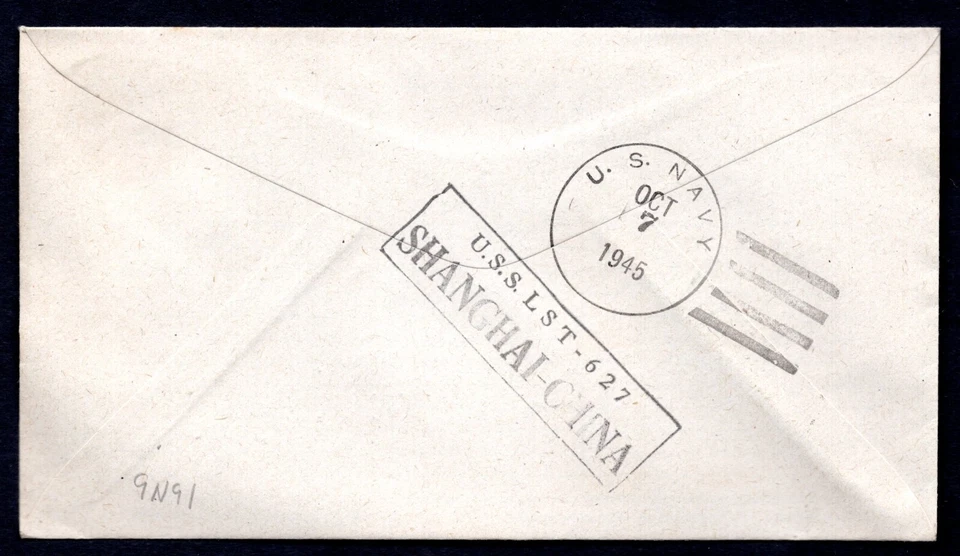 U. S. NAVY
OCT
7
1945
U.S.S. LST-627
SHANGHAI-CHINA
9N91